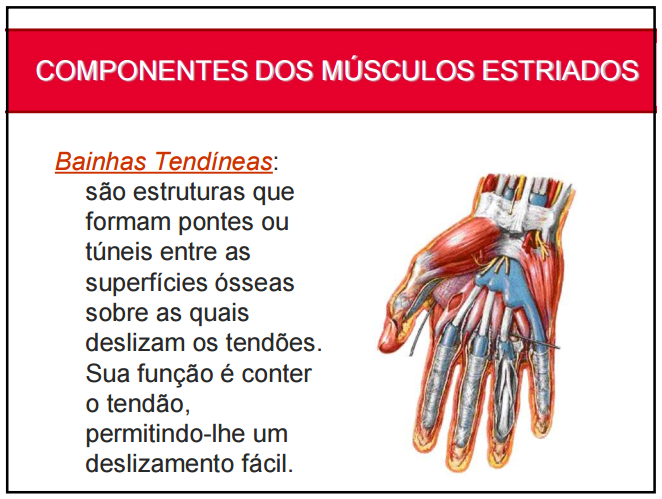 COMPONENTES DOS MÚSCULOS ESTRIADOS
Bainhas Tendíneas:
são estruturas que
formam pontes ou
túneis entre as
superfícies ósseas
sobre as quais
deslizam os tendões.
Sua função é conter
o tendão,
permitindo-lhe um
deslizamento fácil.